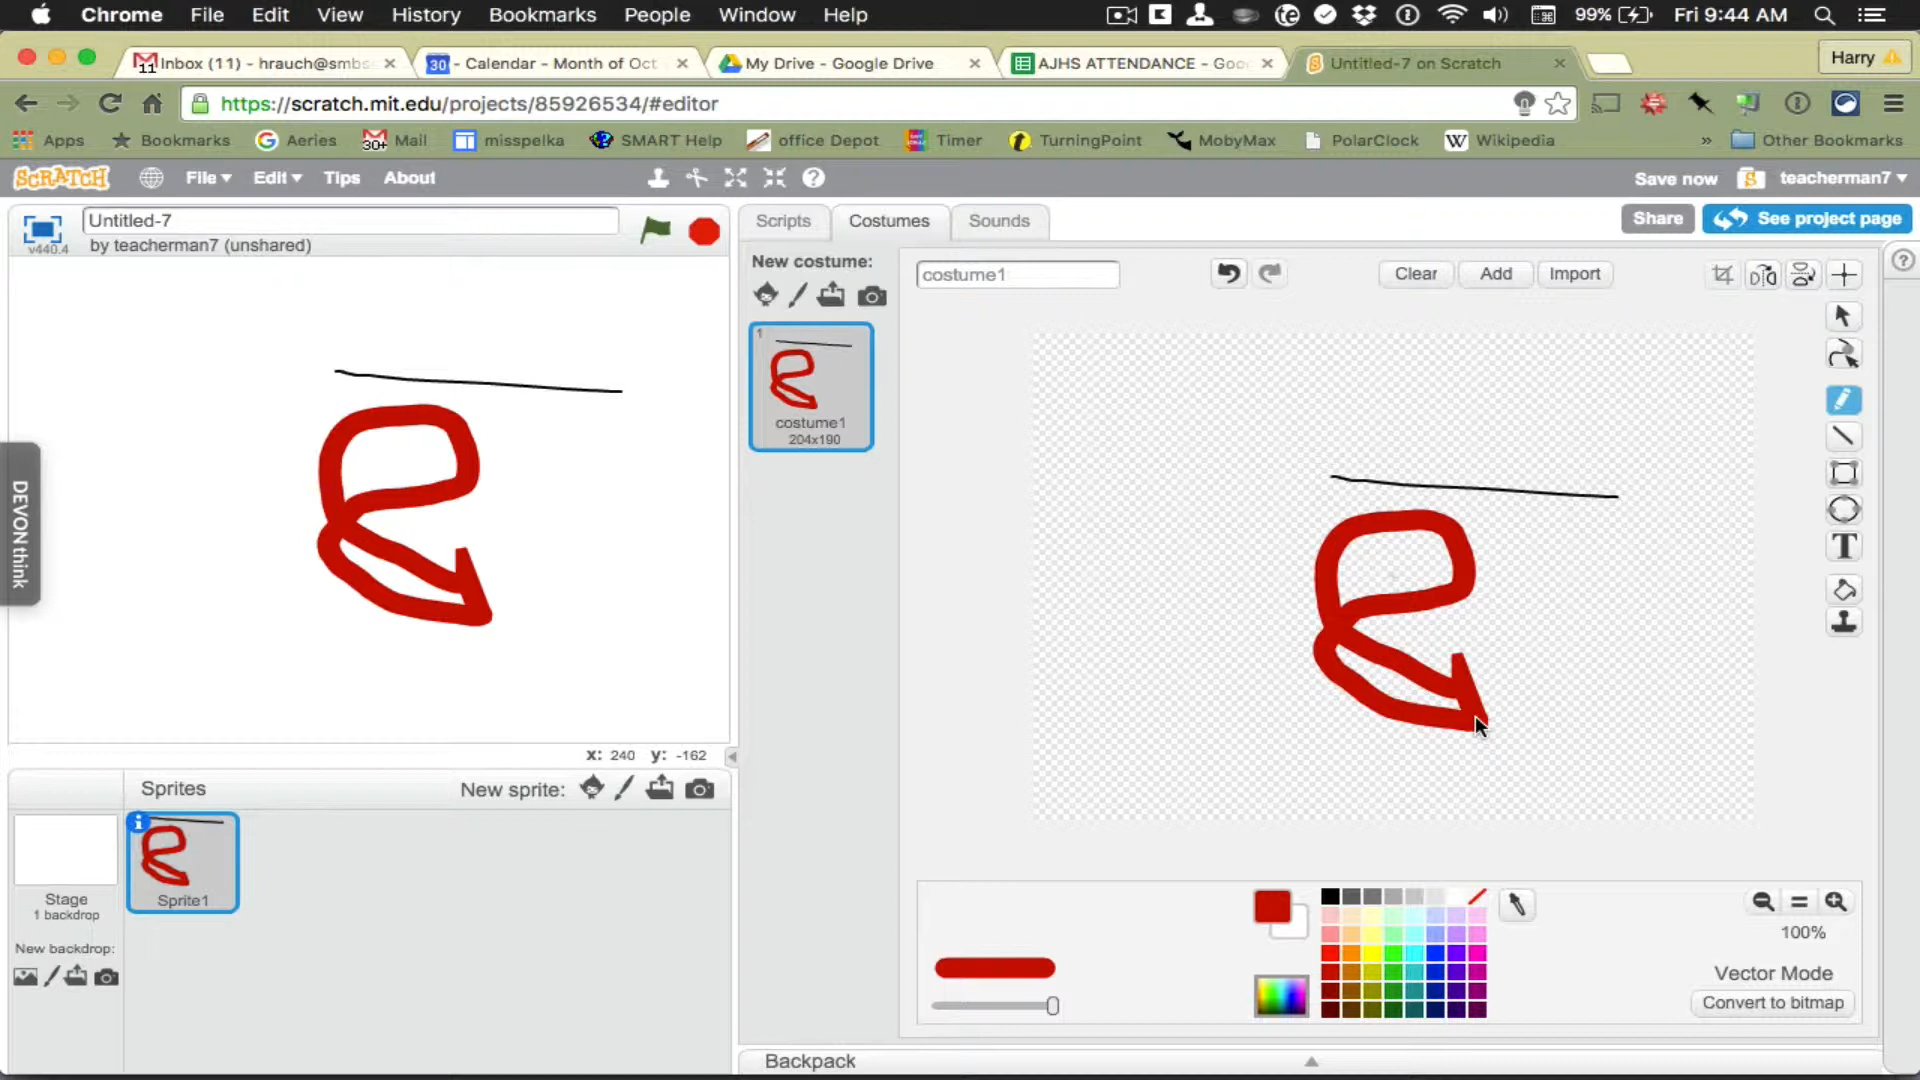 Chrome File Edit View History Bookmarks People Window Help 99% Fri 9:44 AM
11 Inbox (11) - hrauch@smbs 30 - Calendar - Month of Oct My Drive - Google Drive AJHS ATTENDANCE - Goo Untitled-7 on Scratch Harry
https://scratch.mit.edu/projects/85926534/#editor
Apps Bookmarks Aeries 30+ Mail misspelka SMART Help office Depot Timer TurningPoint MobyMax PolarClock W Wikipedia » Other Bookmarks
SCRATCH File Edit Tips About Save now teacherman7
Untitled-7
v440.4 by teacherman7 (unshared)
Scripts Costumes Sounds Share See project page
New costume:
costume1 Clear Add Import
1
costume1
204x190
T
DEVONthink
x: 240 y: -162
Sprites New sprite:
Sprite1
Stage
1 backdrop
New backdrop:
100%
Vector Mode
Convert to bitmap
Backpack